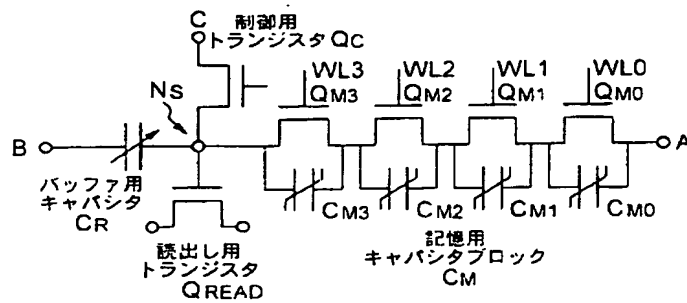 C
制御用
トランジスタQC
WL3
WL2
WL1
WL0
QM3
QM2
QM1
QM0
NS
B
A
バッファ用
キャパシタ
CR
CM3
CM2
CM1
CM0
読出し用
トランジスタ
QREAD
記憶用
キャパシタブロック
CM